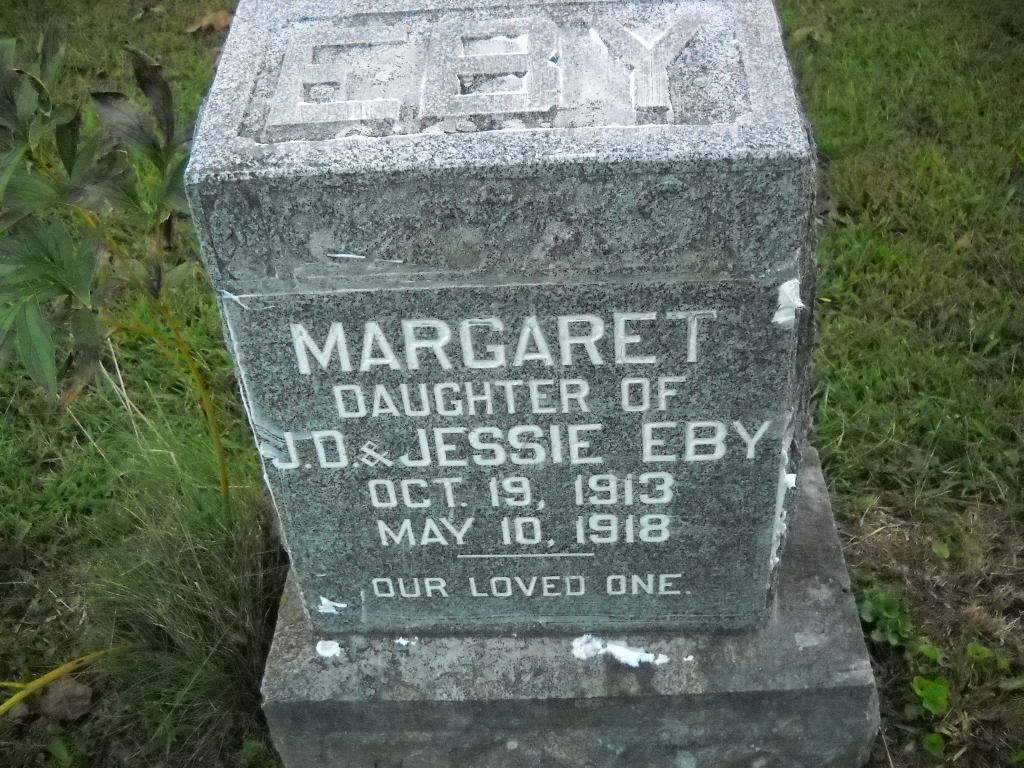 EBY
MARGARET
DAUGHTER OF
J.D. & JESSIE EBY
OCT. 19, 1913
MAY 10, 1918
OUR LOVED ONE.